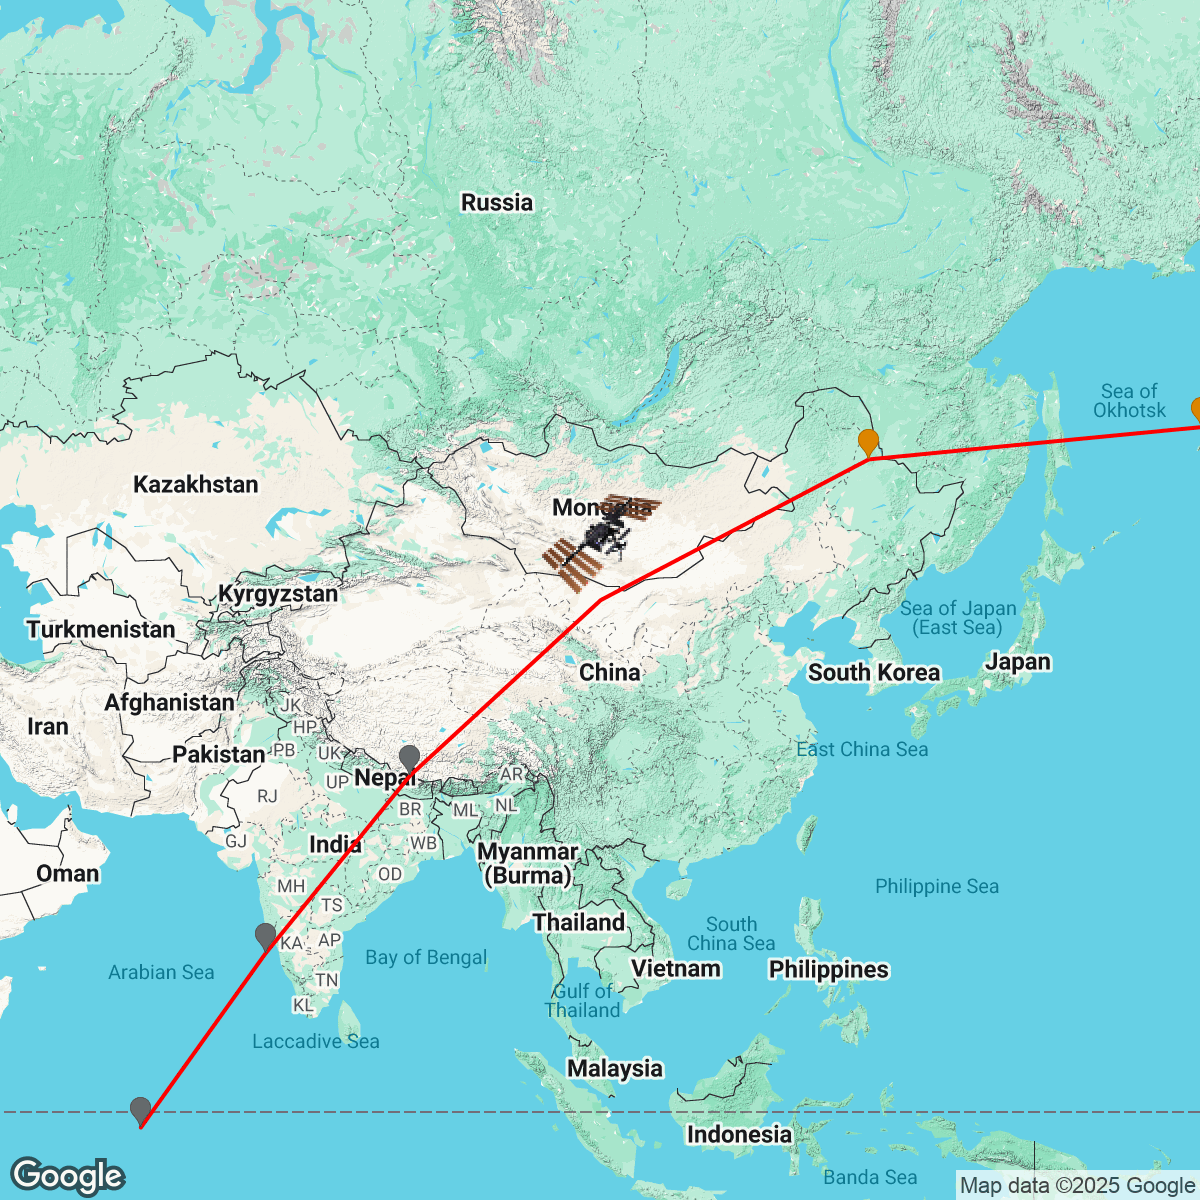 Russia
Sea of
Okhotsk
Kazakhstan
Mongolia
Kyrgyzstan
Sea of Japan
(East Sea)
Turkmenistan
Japan
China
South Korea
Afghanistan
JK
HP
Iran
Pakistan
PB
UK
East China Sea
UP
Nepal
AR
RJ
BR
ML
NL
GJ
India
WB
Myanmar
(Burma)
Oman
MH
OD
Philippine Sea
TS
Thailand
South
China Sea
KA
AP
Bay of Bengal
Arabian Sea
Vietnam
Philippines
TN
KL
Gulf of
Thailand
Laccadive Sea
Malaysia
Indonesia
Banda Sea
Google
Map data ©2025 Google